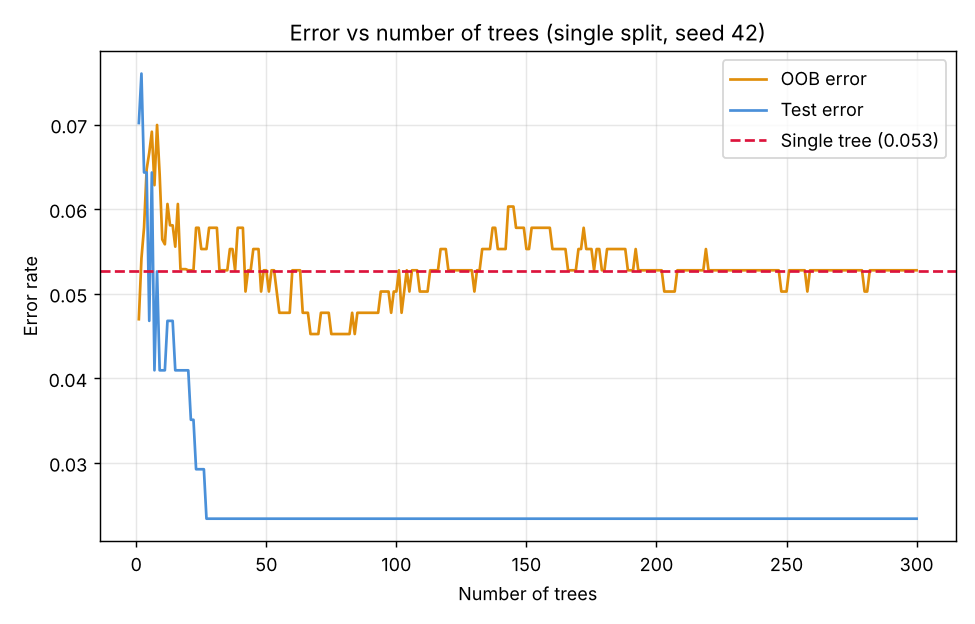 Error vs number of trees (single split, seed 42)
OOB error
Test error
Single tree (0.053)
Error rate
0.07
0.06
0.05
0.04
0.03
0
50
100
150
200
250
300
Number of trees